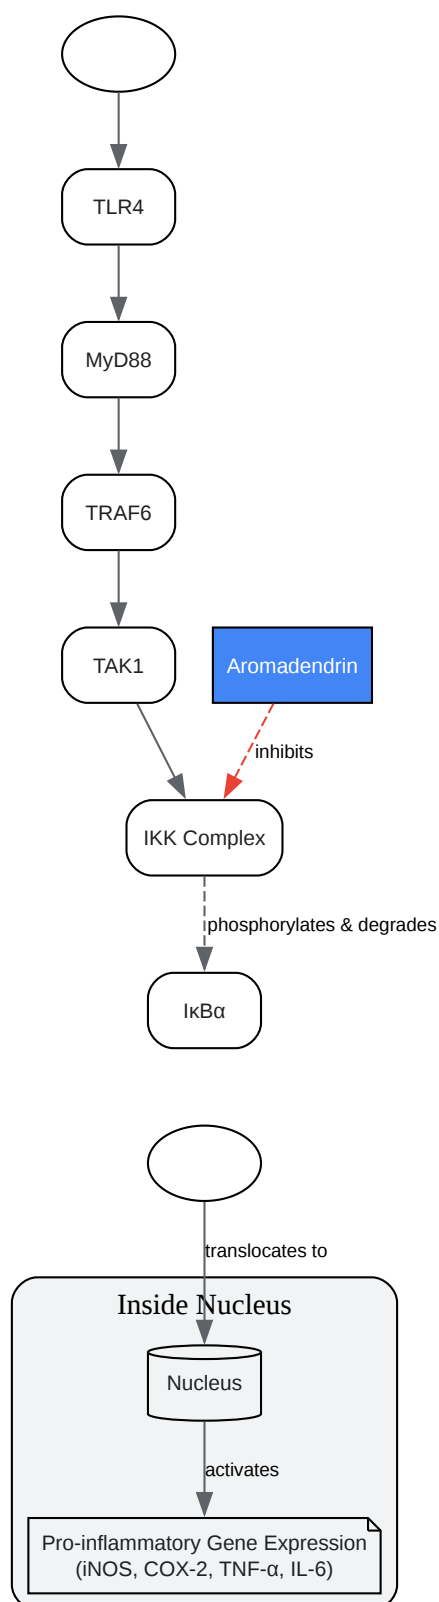 TLR4
MyD88
TRAF6
TAK1
Aromadendrin
inhibits
IKK Complex
phosphorylates & degrades
IκBα
translocates to
Inside Nucleus
Nucleus
activates
Pro-inflammatory Gene Expression
(iNOS, COX-2, TNF-α, IL-6)